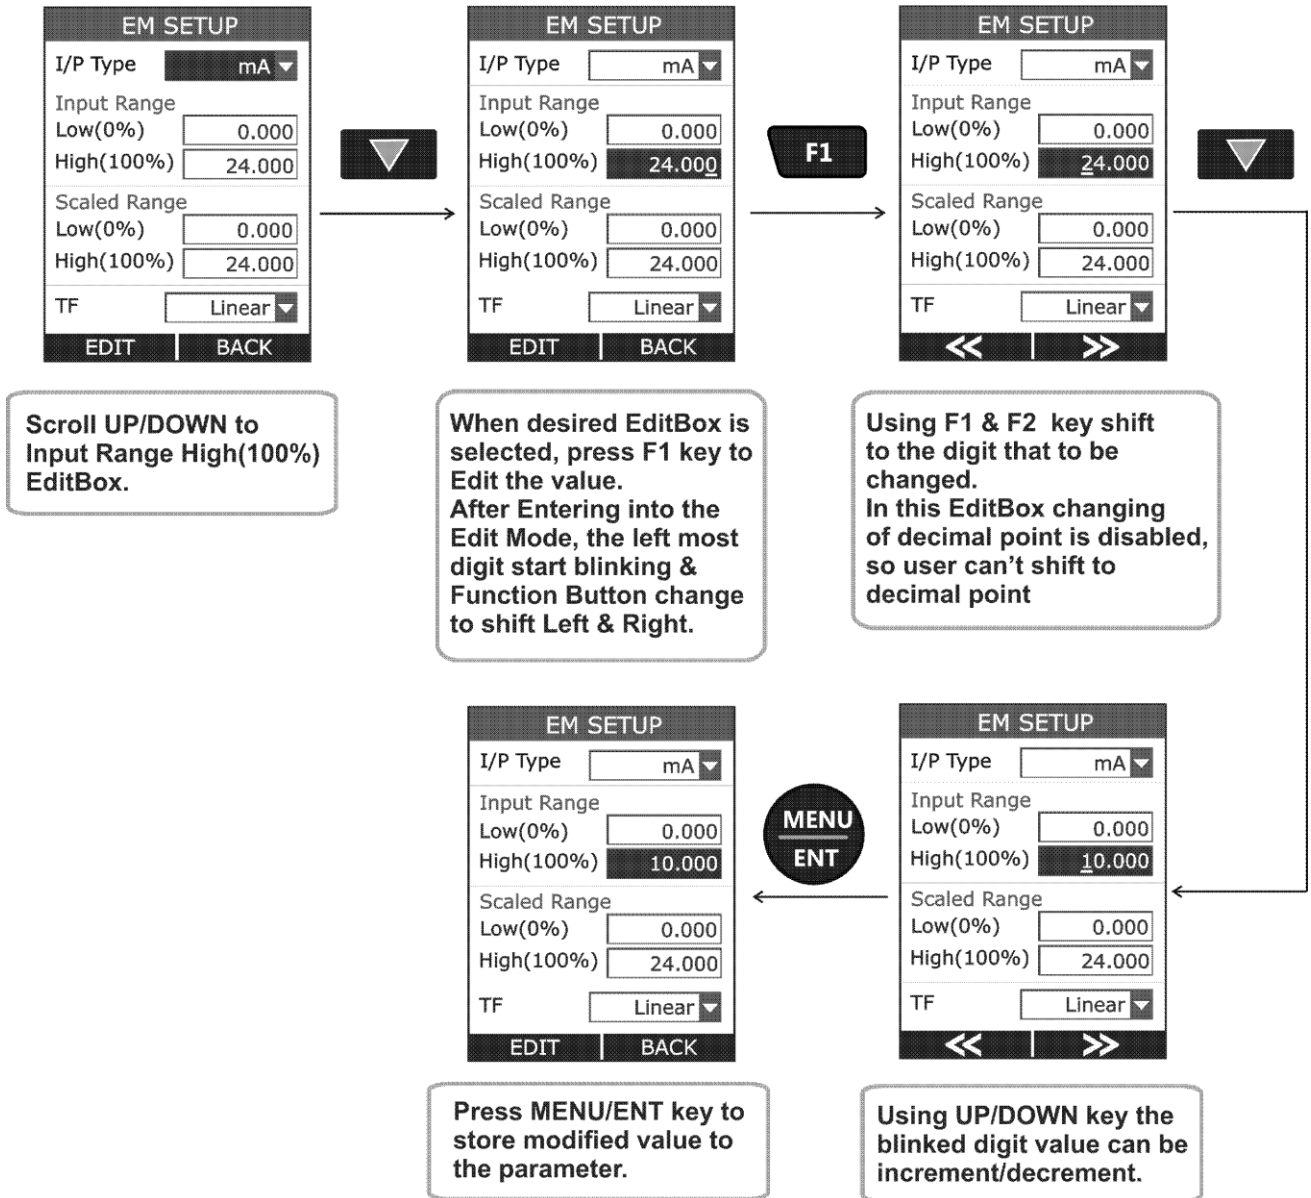 EM SETUP
I/P Type mA
Input Range
Low(0%) 0.000
High(100%) 24.000
Scaled Range
Low(0%) 0.000
High(100%) 24.000
TF Linear
EDIT BACK
Scroll UP/DOWN to
Input Range High(100%)
EditBox.
EM SETUP
I/P Type mA
Input Range
Low(0%) 0.000
High(100%) 24.000
Scaled Range
Low(0%) 0.000
High(100%) 24.000
TF Linear
EDIT BACK
When desired EditBox is
selected, press F1 key to
Edit the value.
After Entering into the
Edit Mode, the left most
digit start blinking &
Function Button change
to shift Left & Right.
F1
EM SETUP
I/P Type mA
Input Range
Low(0%) 0.000
High(100%) 24.000
Scaled Range
Low(0%) 0.000
High(100%) 24.000
TF Linear
<< >>
Using F1 & F2 key shift
to the digit that to be
changed.
In this EditBox changing
of decimal point is disabled,
so user can't shift to
decimal point
EM SETUP
I/P Type mA
Input Range
Low(0%) 0.000
High(100%) 10.000
Scaled Range
Low(0%) 0.000
High(100%) 24.000
TF Linear
<< >>
Using UP/DOWN key the
blinked digit value can be
increment/decrement.
MENU
ENT
EM SETUP
I/P Type mA
Input Range
Low(0%) 0.000
High(100%) 10.000
Scaled Range
Low(0%) 0.000
High(100%) 24.000
TF Linear
EDIT BACK
Press MENU/ENT key to
store modified value to
the parameter.